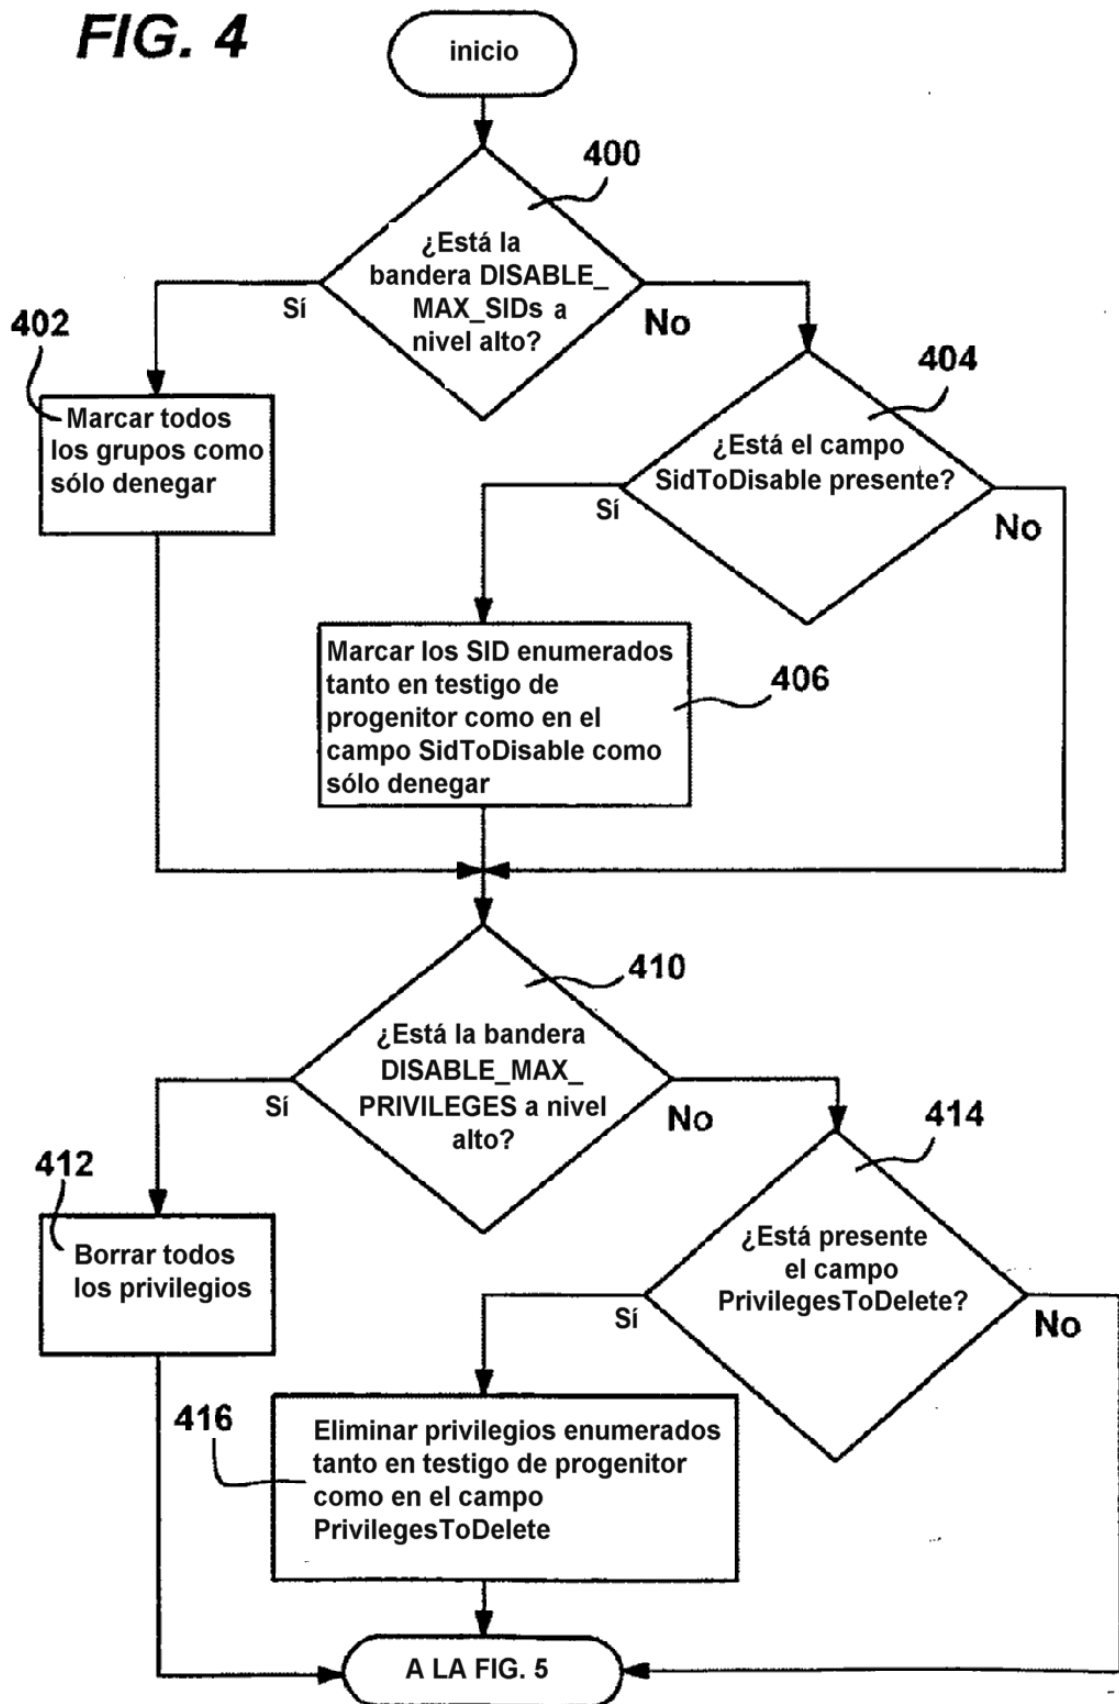 FIG. 4
inicio
400
¿Está la
bandera DISABLE_
MAX_SIDs a
nivel alto?
Sí
No
402
Marcar todos
los grupos como
sólo denegar
404
¿Está el campo
SidToDisable presente?
Sí
No
Marcar los SID enumerados
tanto en testigo de
progenitor como en el
campo SidToDisable como
sólo denegar
406
410
¿Está la bandera
DISABLE_MAX_
PRIVILEGES a nivel
alto?
Sí
No
412
Borrar todos
los privilegios
414
¿Está presente
el campo
PrivilegesToDelete?
Sí
No
416
Eliminar privilegios enumerados
tanto en testigo de progenitor
como en el campo
PrivilegesToDelete
A LA FIG. 5